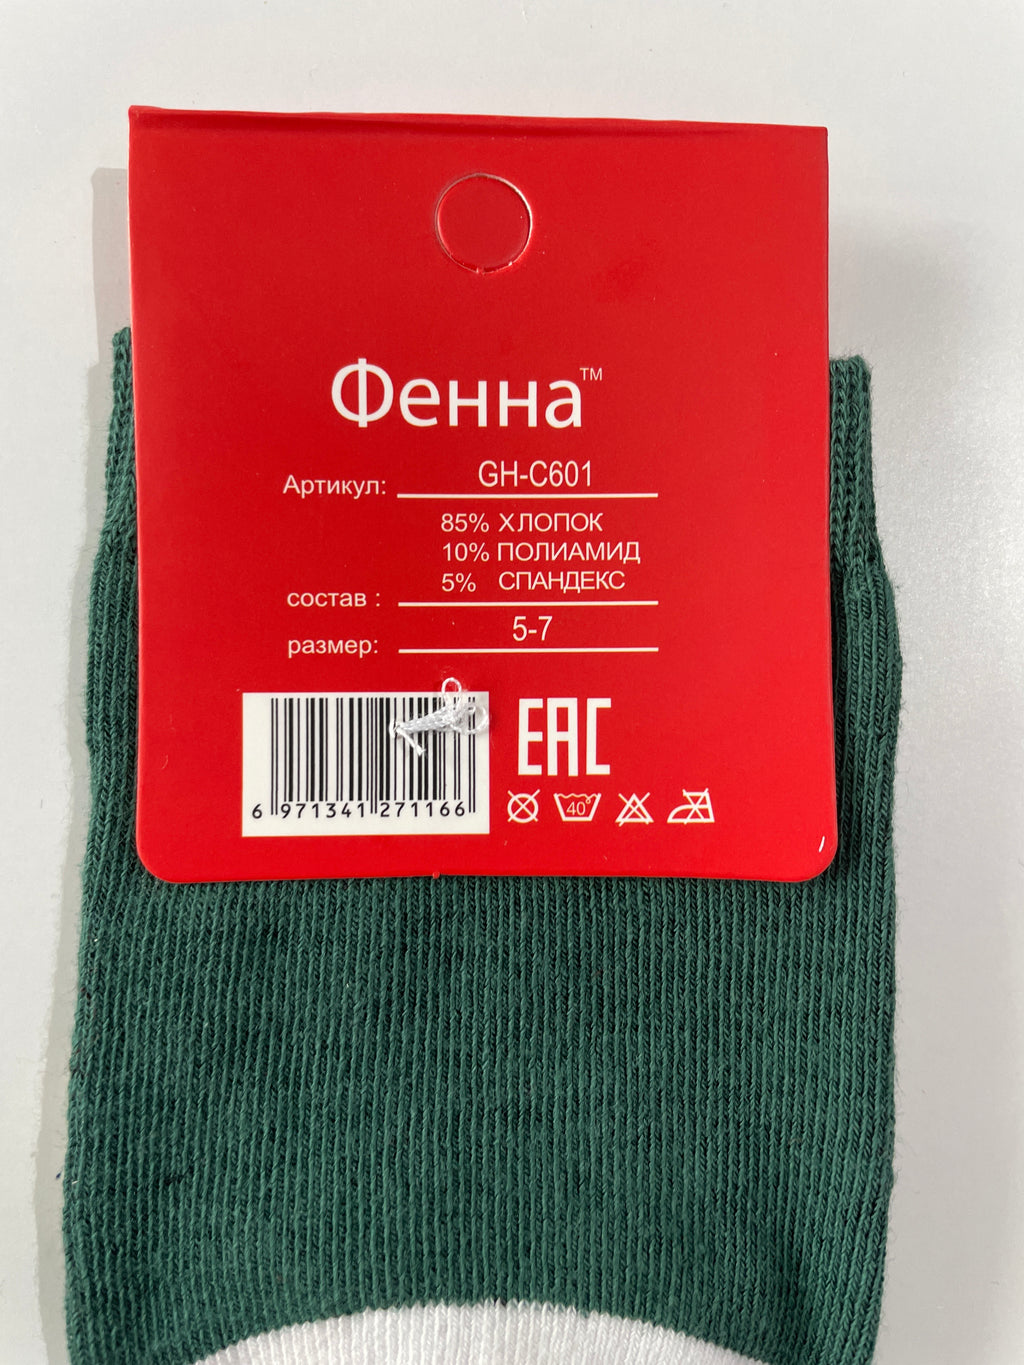 Фенна™
Артикул: GH-C601
85% ХЛОПОК
10% ПОЛИАМИД
5% СПАНДЕКС
состав :
размер: 5-7
6 971341 271166
EAC
40°